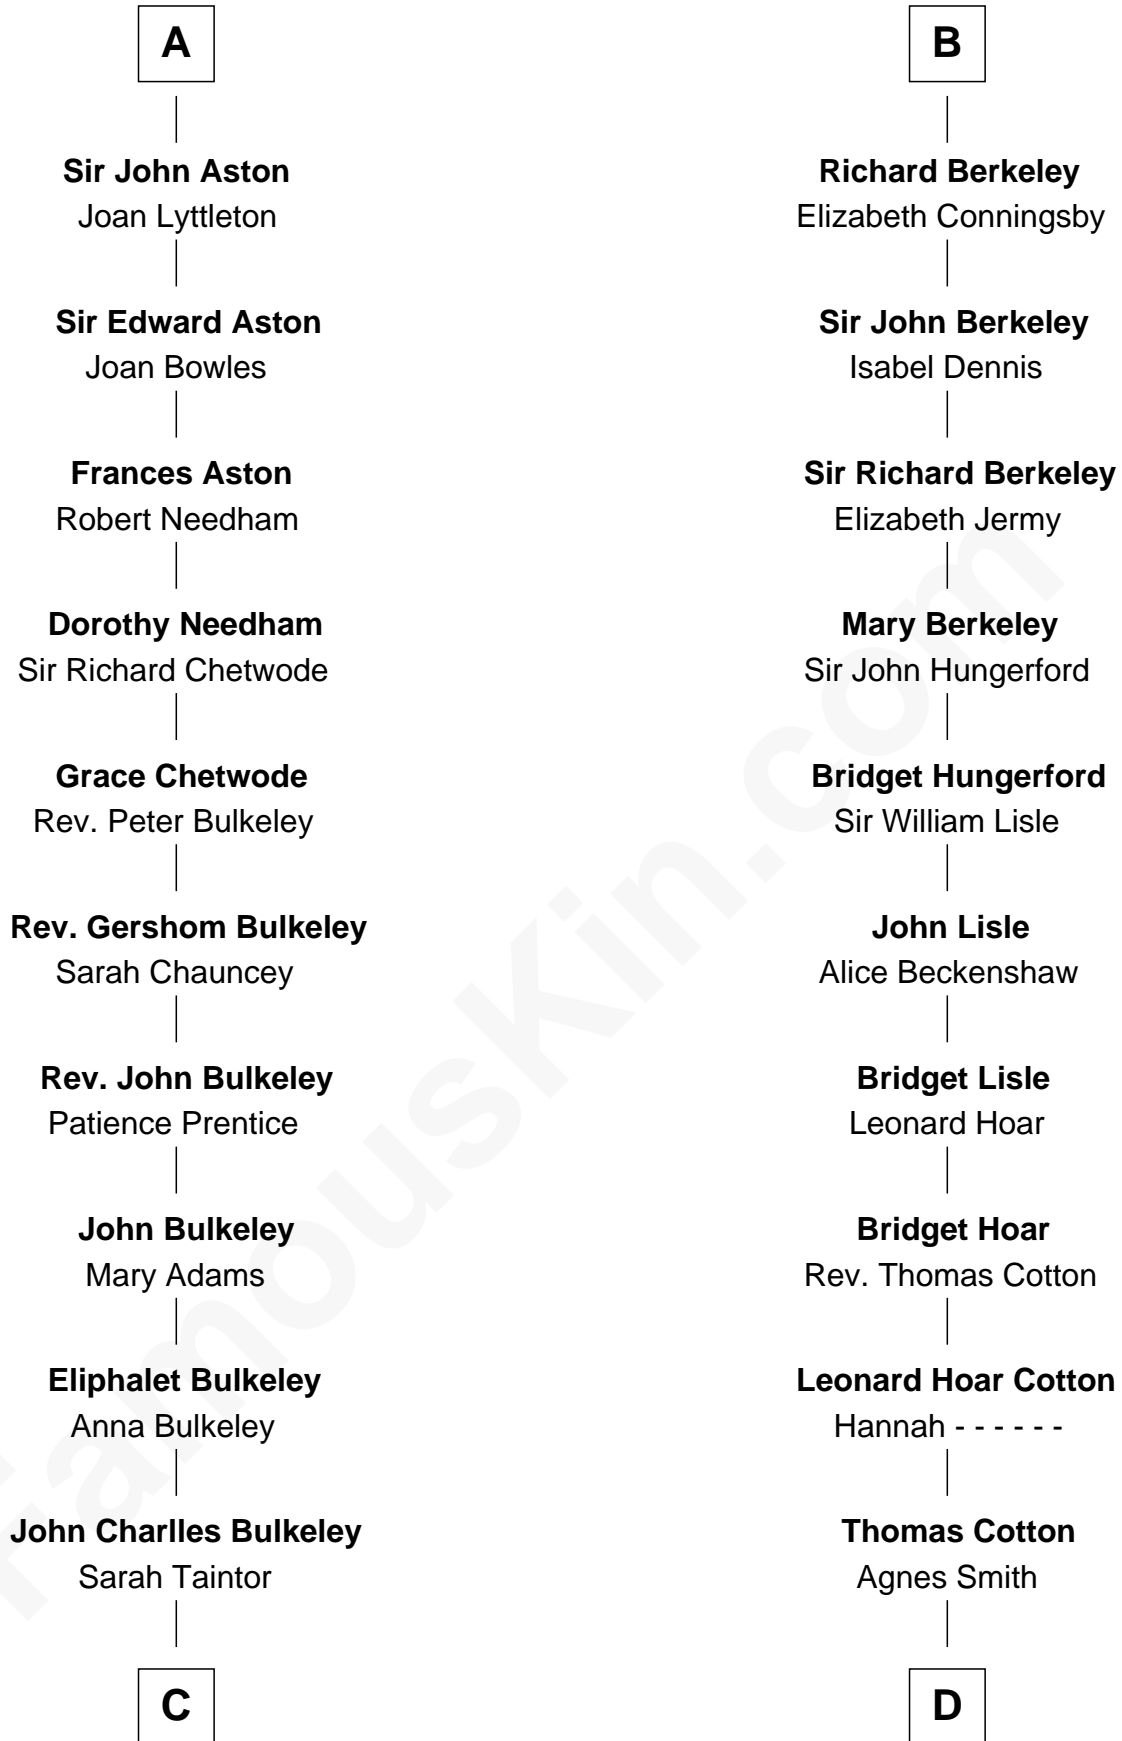 A
Sir John Aston
Joan Lyttleton
Sir Edward Aston
Joan Bowles
Frances Aston
Robert Needham
Dorothy Needham
Sir Richard Chetwode
Grace Chetwode
Rev. Peter Bulkeley
Rev. Gershom Bulkeley
Sarah Chauncey
Rev. John Bulkeley
Patience Prentice
John Bulkeley
Mary Adams
Eliphalet Bulkeley
Anna Bulkeley
John Charlles Bulkeley
Sarah Taintor
C
B
Richard Berkeley
Elizabeth Conningsby
Sir John Berkeley
Isabel Dennis
Sir Richard Berkeley
Elizabeth Jermy
Mary Berkeley
Sir John Hungerford
Bridget Hungerford
Sir William Lisle
John Lisle
Alice Beckenshaw
Bridget Lisle
Leonard Hoar
Bridget Hoar
Rev. Thomas Cotton
Leonard Hoar Cotton
Hannah - - - - - -
Thomas Cotton
Agnes Smith
D
FamousKin.com